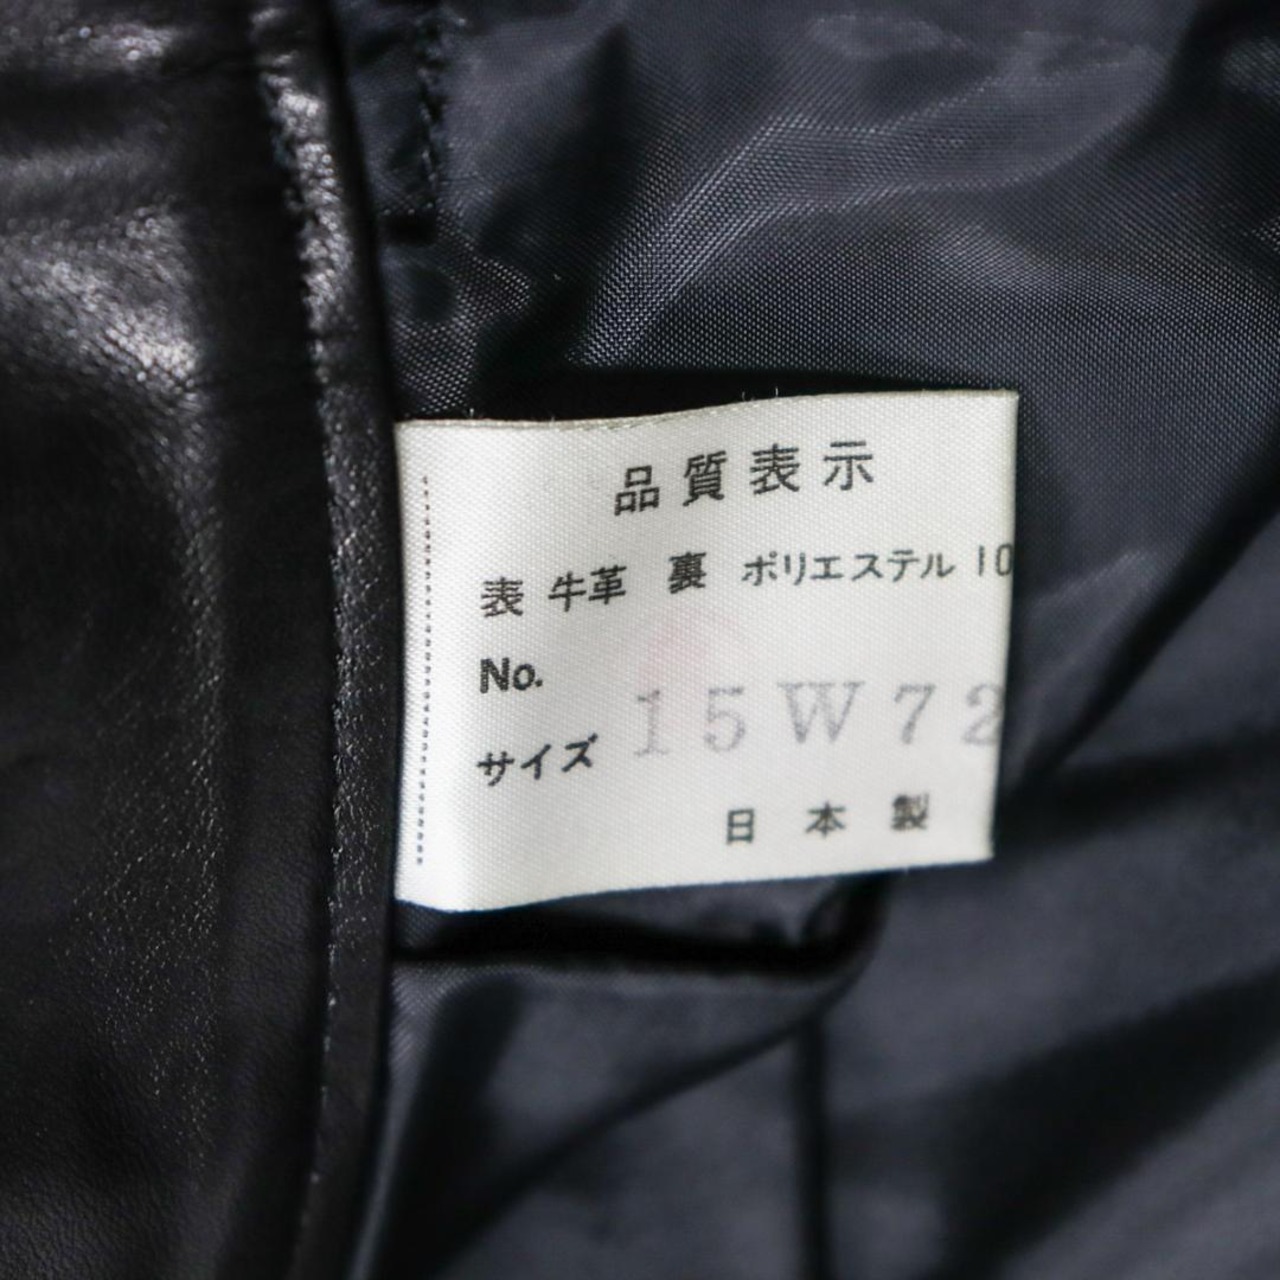 品質表示
表 牛革 裏 ポリエステル 10
No.
サイズ 15W72
日本製